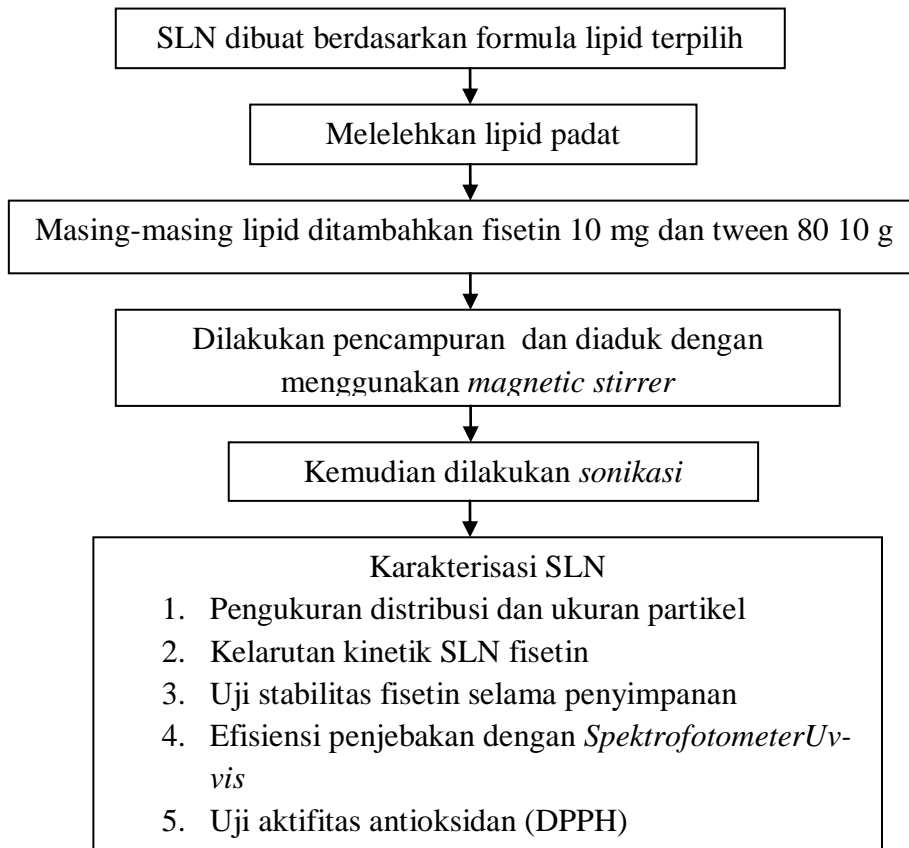 SLN dibuat berdasarkan formula lipid terpilih
Melelehkan lipid padat
Masing-masing lipid ditambahkan fisetin 10 mg dan tween 80 10 g
Dilakukan pencampuran dan diaduk dengan
menggunakan magnetic stirrer
Kemudian dilakukan sonikasi
Karakterisasi SLN
1. Pengukuran distribusi dan ukuran partikel
2. Kelarutan kinetik SLN fisetin
3. Uji stabilitas fisetin selama penyimpanan
4. Efisiensi penjebakan dengan SpektrofotometerUv-
vis
5. Uji aktifitas antioksidan (DPPH)